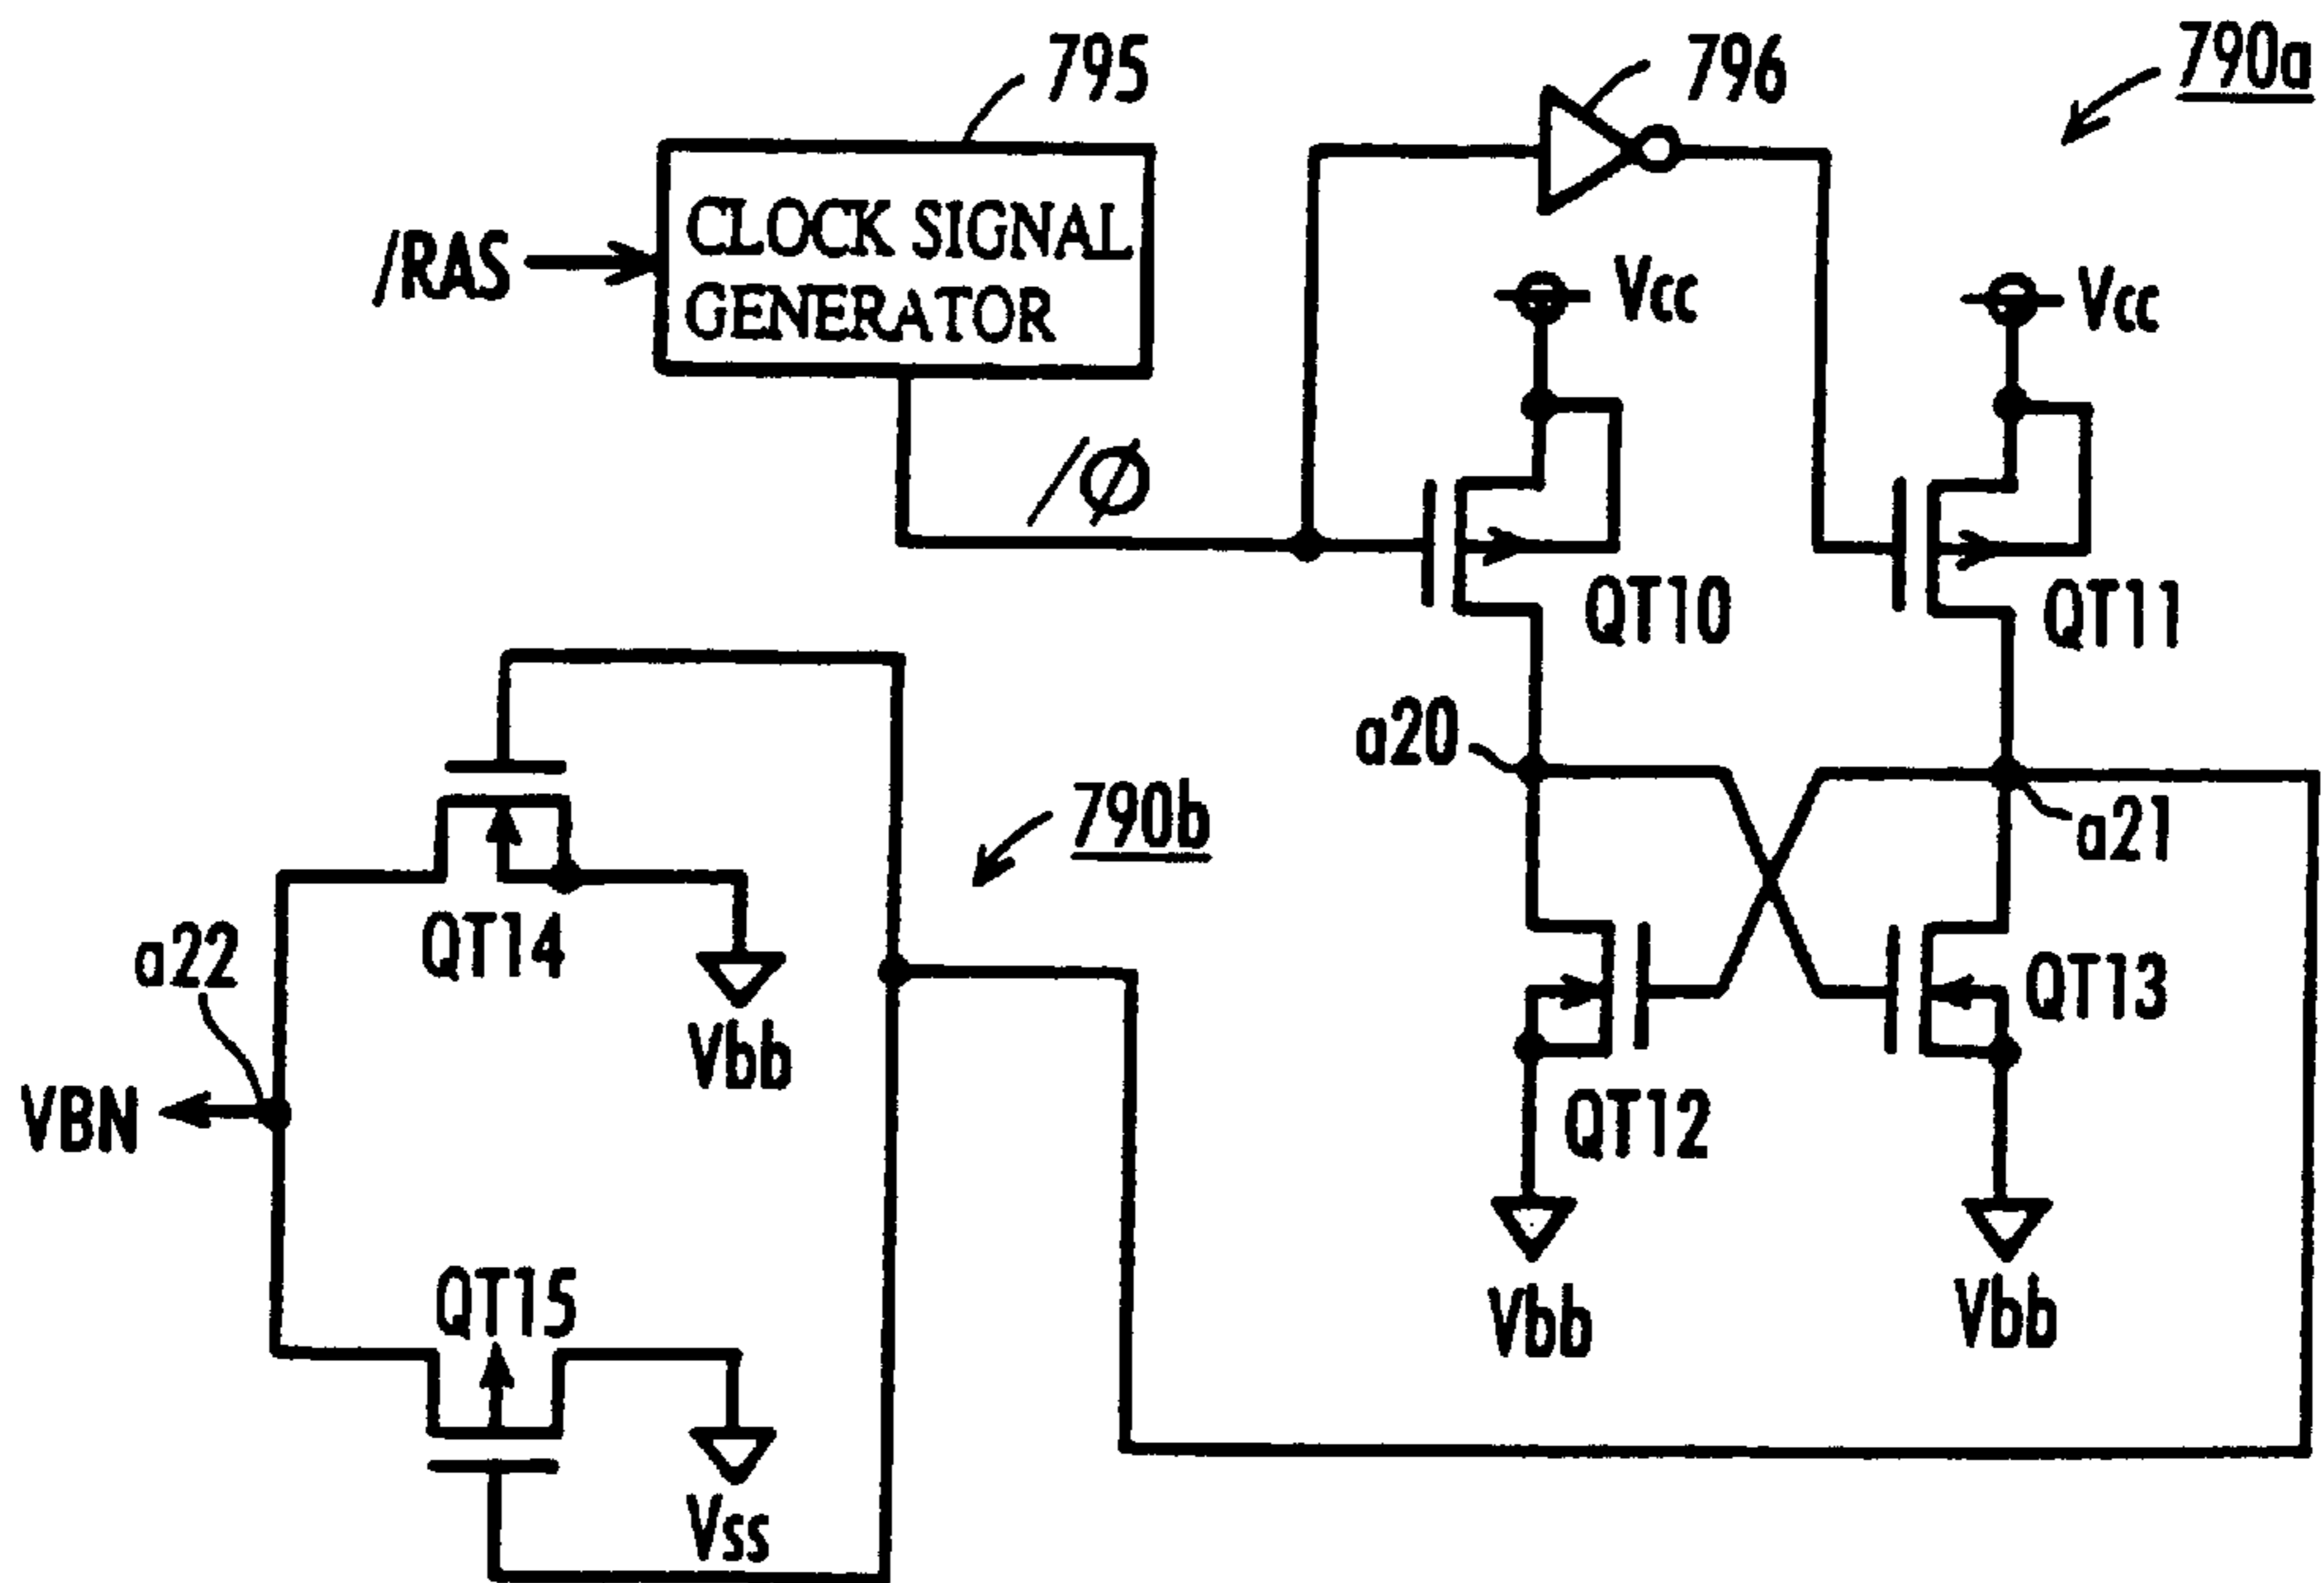 795
796
790a
/RAS
CLOCK SIGNAL
GENERATOR
Vcc
Vcc
/Ø
QT10
QT11
a20
790b
a21
QT14
a22
QT13
Vbb
VBN
QT12
QT15
Vbb
Vbb
Vss